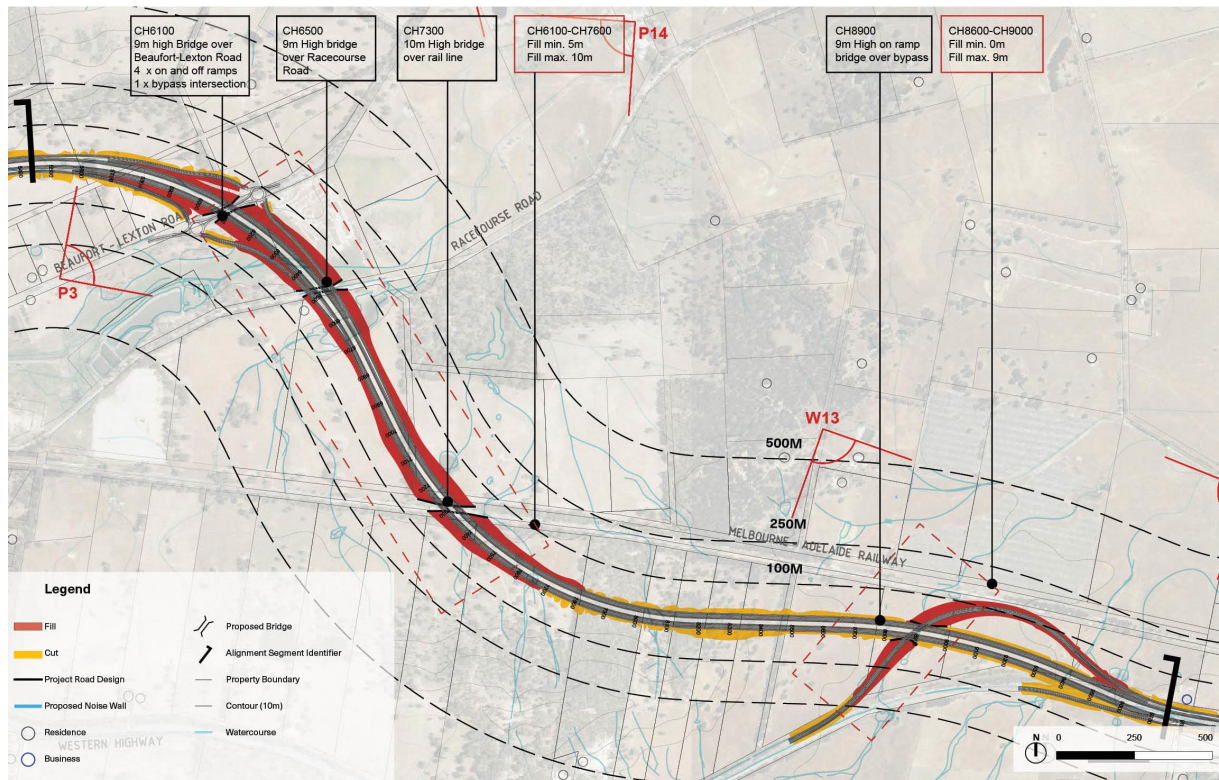 CH6100
9m high Bridge over
Beaufort-Lexton Road
4 x on and off ramps
1 x bypass intersection
CH6500
9m High bridge
over Racecourse
Road
CH7300
10m High bridge
over rail line
CH6100-CH7600
Fill min. 5m
Fill max. 10m
P14
CH8900
9m High on ramp
bridge over bypass
CH8600-CH9000
Fill min. 0m
Fill max. 9m
BEAUFORT - LEXTON ROAD
RACECOURSE ROAD
P3
W13
500M
250M
MELBOURNE - ADELAIDE RAILWAY
100M
Legend
Fill
Cut
Project Road Design
Proposed Noise Wall
Residence
Business
Proposed Bridge
Alignment Segment Identifier
Property Boundary
Contour (10m)
Watercourse
WESTERN HIGHWAY
N
0 250 500